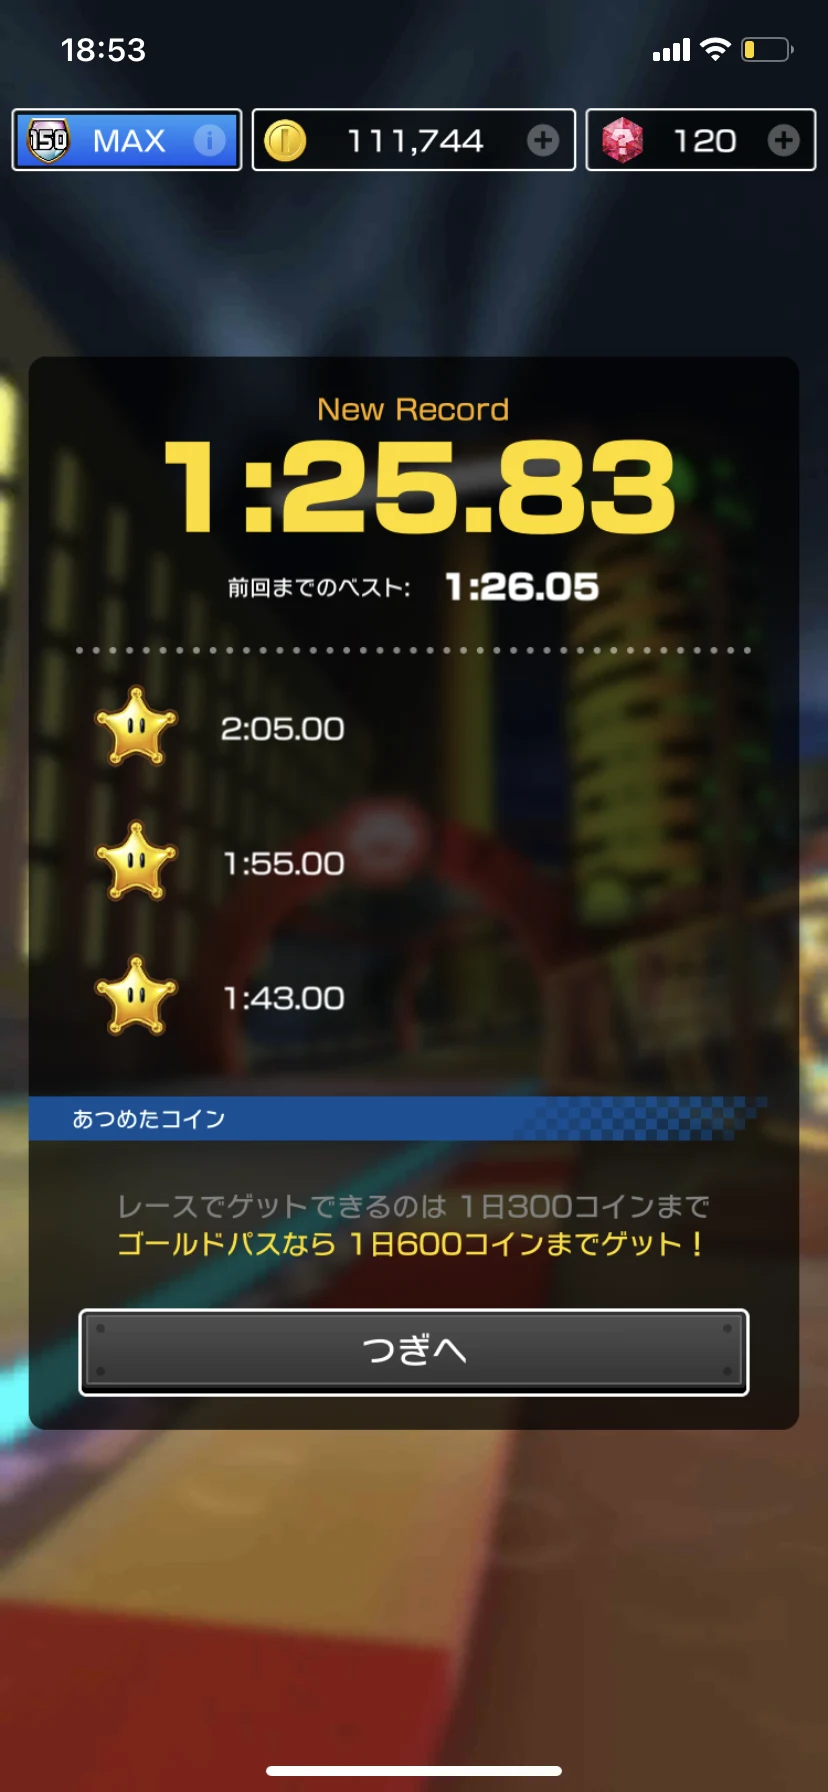 18:53
150 MAX i 111,744 + 120 +
New Record
1:25.83
前回までのベスト: 1:26.05
2:05.00
1:55.00
1:43.00
あつめたコイン
レースでゲットできるのは 1日300コインまで
ゴールドパスなら 1日600コインまでゲット!
つぎへ